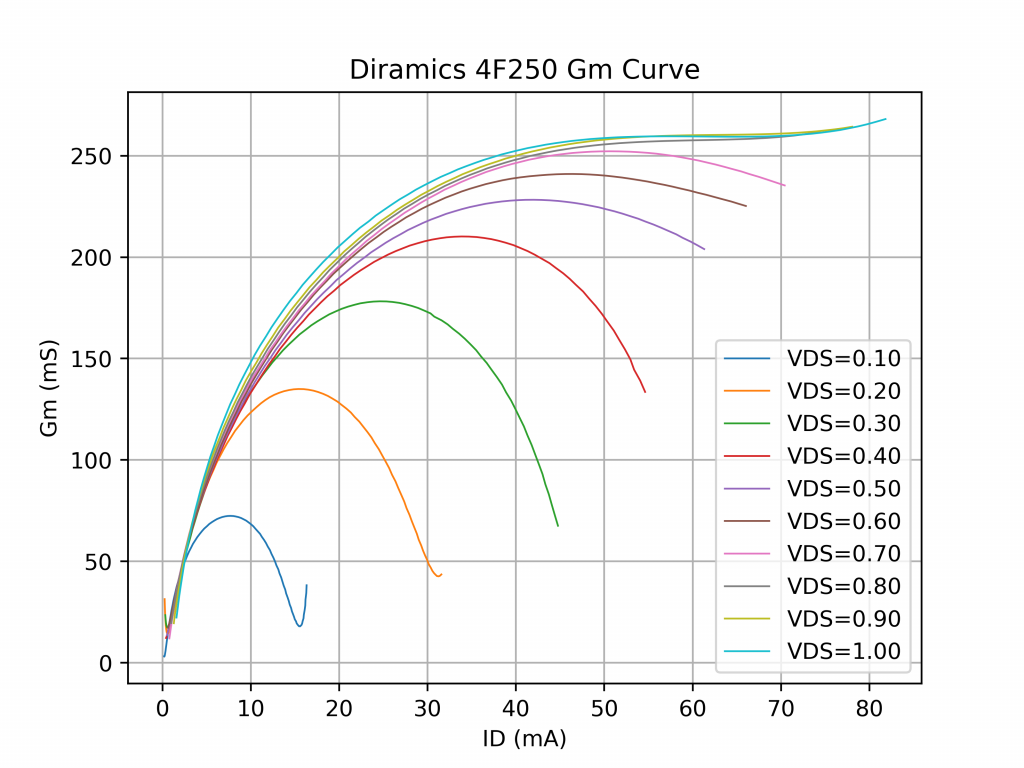 Diramics 4F250 Gm Curve
Gm (mS)
250
200
150
100
50
0
0 10 20 30 40 50 60 70 80
ID (mA)
VDS=0.10
VDS=0.20
VDS=0.30
VDS=0.40
VDS=0.50
VDS=0.60
VDS=0.70
VDS=0.80
VDS=0.90
VDS=1.00